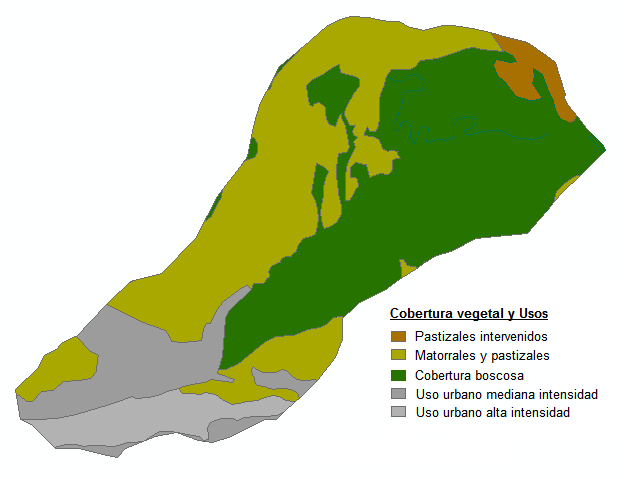 Cobertura vegetal y Usos
Pastizales intervenidos
Matorrales y pastizales
Cobertura boscosa
Uso urbano mediana intensidad
Uso urbano alta intensidad